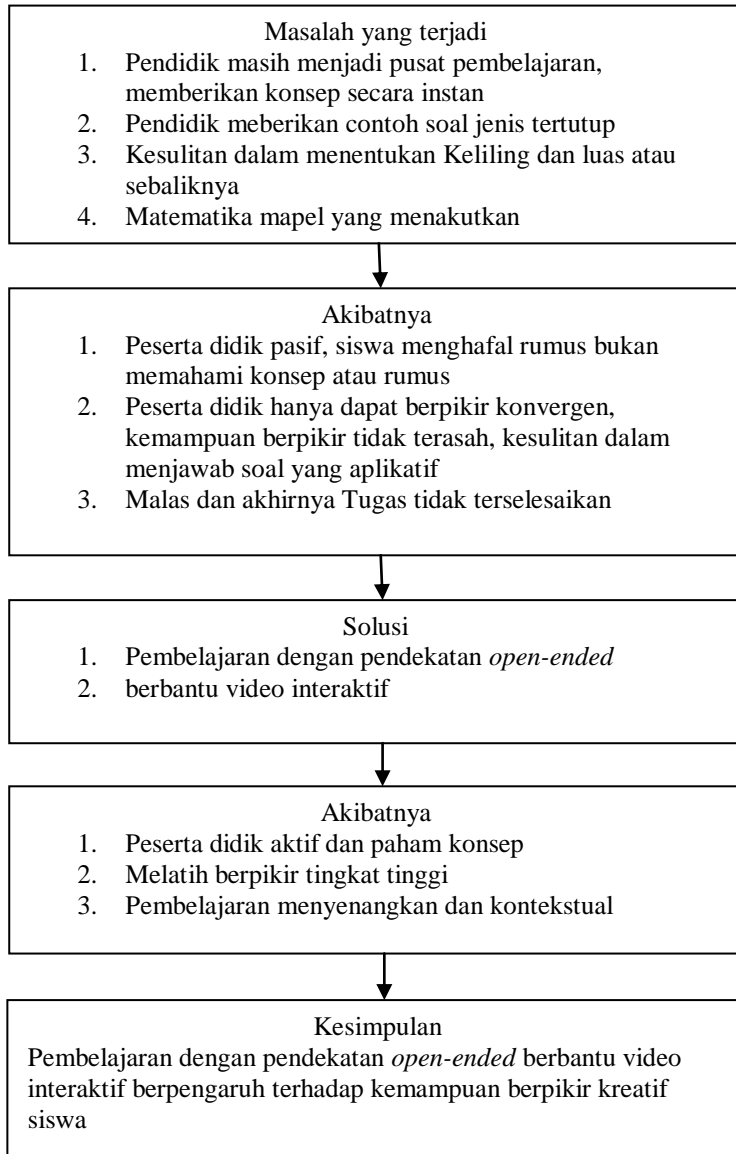 Masalah yang terjadi
1. Pendidik masih menjadi pusat pembelajaran,
memberikan konsep secara instan
2. Pendidik meberikan contoh soal jenis tertutup
3. Kesulitan dalam menentukan Keliling dan luas atau
sebaliknya
4. Matematika mapel yang menakutkan
Akibatnya
1. Peserta didik pasif, siswa menghafal rumus bukan
memahami konsep atau rumus
2. Peserta didik hanya dapat berpikir konvergen,
kemampuan berpikir tidak terasah, kesulitan dalam
menjawab soal yang aplikatif
3. Malas dan akhirnya Tugas tidak terselesaikan
Solusi
1. Pembelajaran dengan pendekatan open-ended
2. berbantu video interaktif
Akibatnya
1. Peserta didik aktif dan paham konsep
2. Melatih berpikir tingkat tinggi
3. Pembelajaran menyenangkan dan kontekstual
Kesimpulan
Pembelajaran dengan pendekatan open-ended berbantu video
interaktif berpengaruh terhadap kemampuan berpikir kreatif
siswa